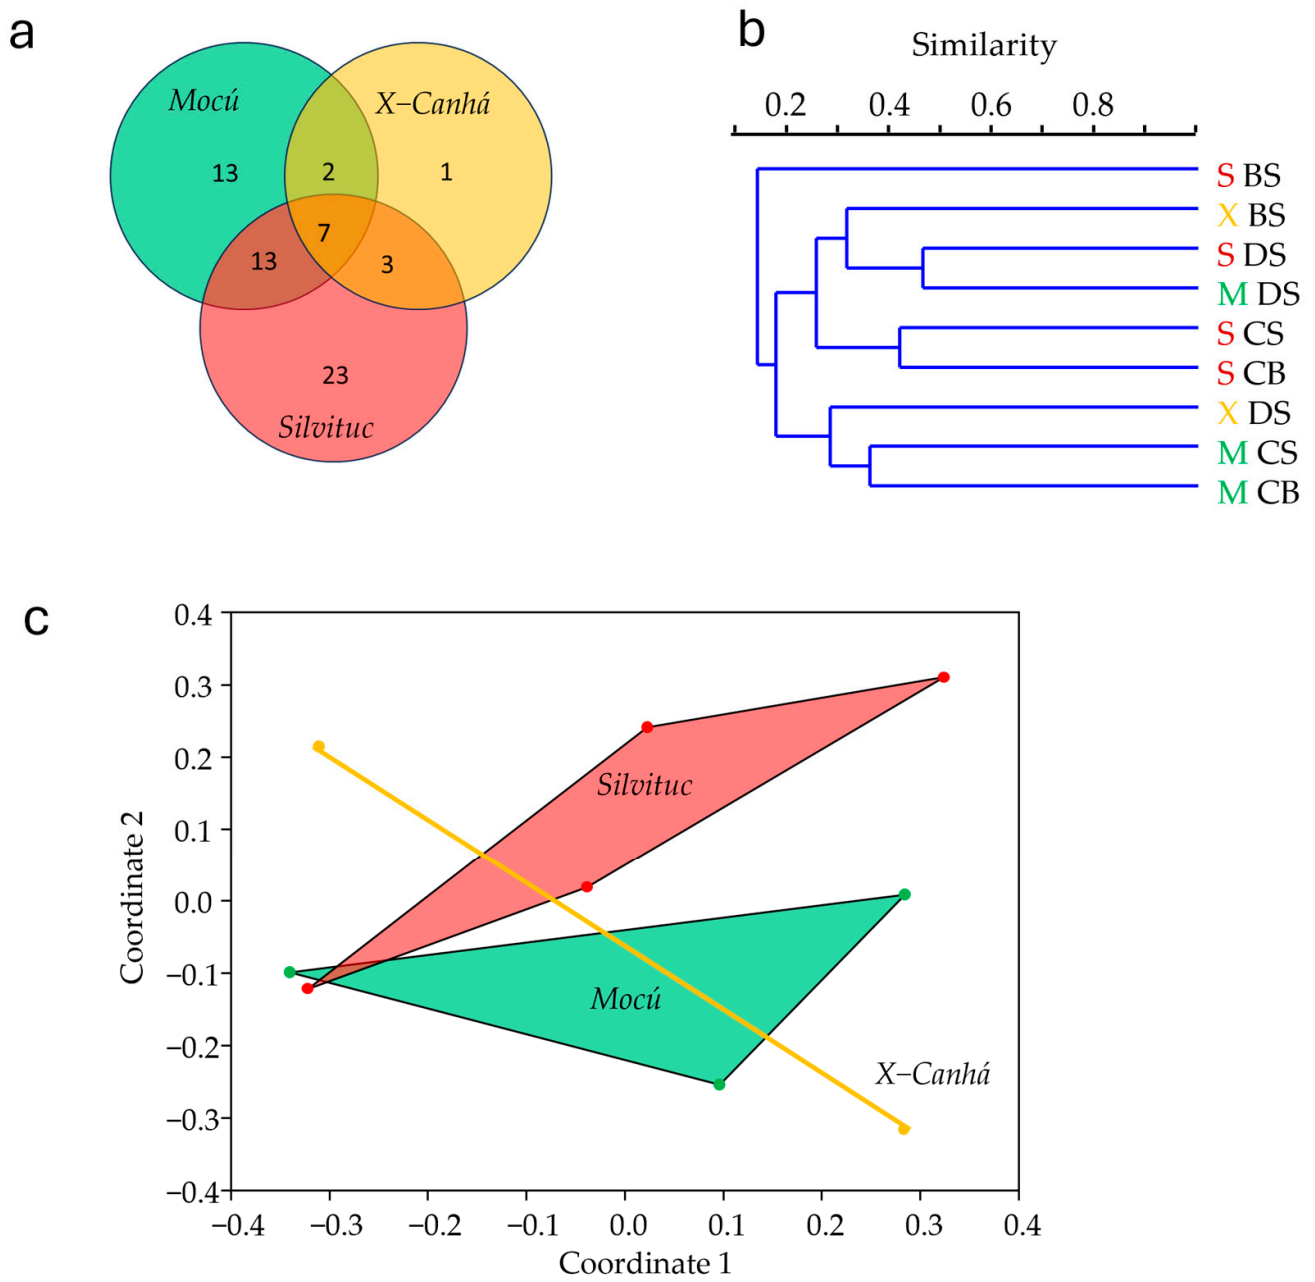 a
Mocú
X−Canhá
13
2
1
7
13
3
23
Silvituc
b
Similarity
0.2 0.4 0.6 0.8
S BS
X BS
S DS
M DS
S CS
S CB
X DS
M CS
M CB
c
0.4
0.3
0.2
0.1
0.0
−0.1
−0.2
−0.3
−0.4
Coordinate 2
Silvituc
Mocú
X−Canhá
−0.4 −0.3 −0.2 −0.1 0.0 0.1 0.2 0.3 0.4
Coordinate 1